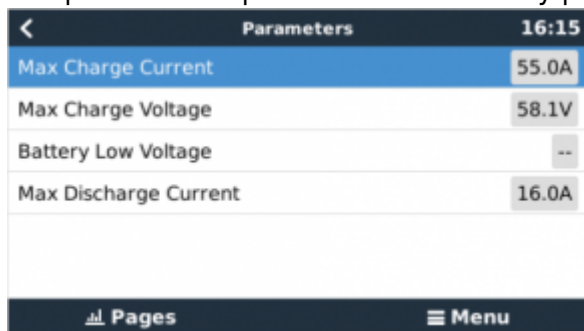 Parameters 16:15
Max Charge Current 55.0A
Max Charge Voltage 58.1V
Battery Low Voltage --
Max Discharge Current 16.0A
Pages Menu